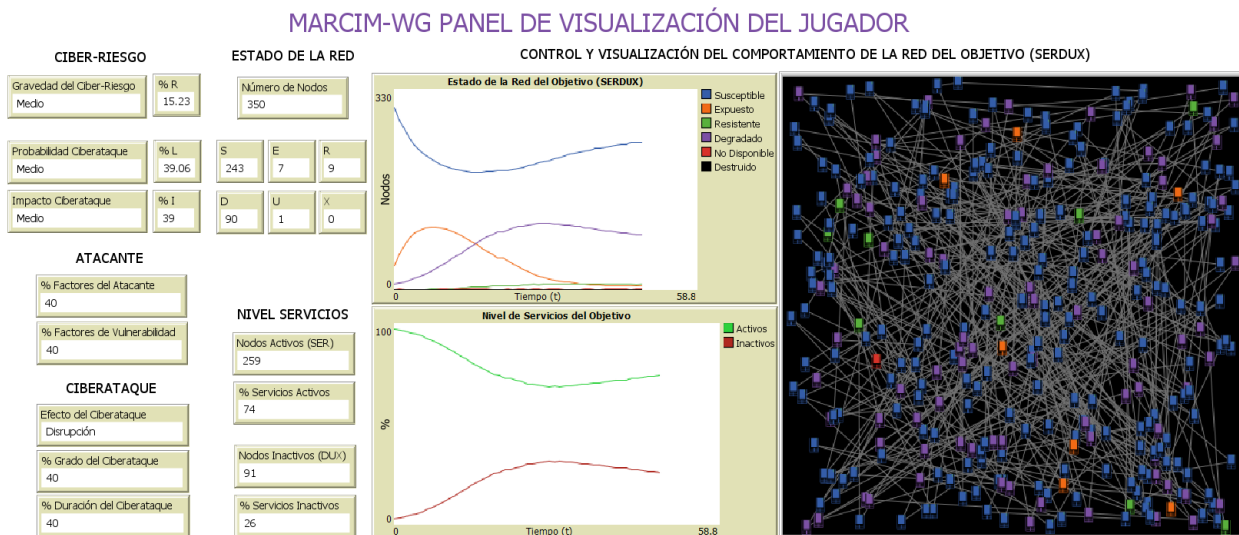 MARCIM-WG PANEL DE VISUALIZACIÓN DEL JUGADOR
CIBER-RIESGO
Gravedad del Ciber-Riesgo
Medio
% R
15.23
Probabilidad Ciberataque
Medio
% L
39.06
Impacto Ciberataque
Medio
% I
39
ATACANTE
% Factores del Atacante
40
% Factores de Vulnerabilidad
40
CIBERATAQUE
Efecto del Ciberataque
Disrupción
% Grado del Ciberataque
40
% Duración del Ciberataque
40
ESTADO DE LA RED
Número de Nodos
350
S
243
E
7
R
9
D
90
U
1
X
0
NIVEL SERVICIOS
Nodos Activos (SER)
259
% Servicios Activos
74
Nodos Inactivos (DUX)
91
% Servicios Inactivos
26
CONTROL Y VISUALIZACIÓN DEL COMPORTAMIENTO DE LA RED DEL OBJETIVO (SERDUX)
Estado de la Red del Objetivo (SERDUX)
330
Nodos
0
0
Tiempo (t)
58.8
Susceptible
Expuesto
Resistente
Degradado
No Disponible
Destruido
Nivel de Servicios del Objetivo
100
%
0
0
Tiempo (t)
58.8
Activos
Inactivos